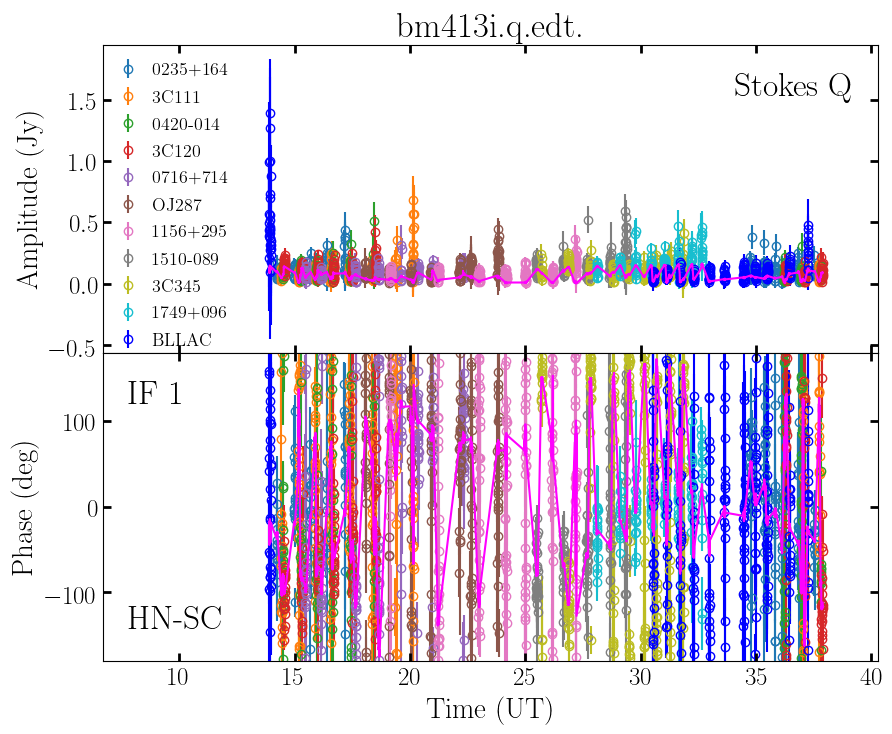 bm413i.q.edt.
Stokes Q
0235+164
3C111
0420-014
3C120
0716+714
OJ287
1156+295
1510-089
3C345
1749+096
BLLAC
Amplitude (Jy)
1.5
1.0
0.5
0.0
−0.5
IF 1
HN-SC
Phase (deg)
100
0
−100
10 15 20 25 30 35 40
Time (UT)